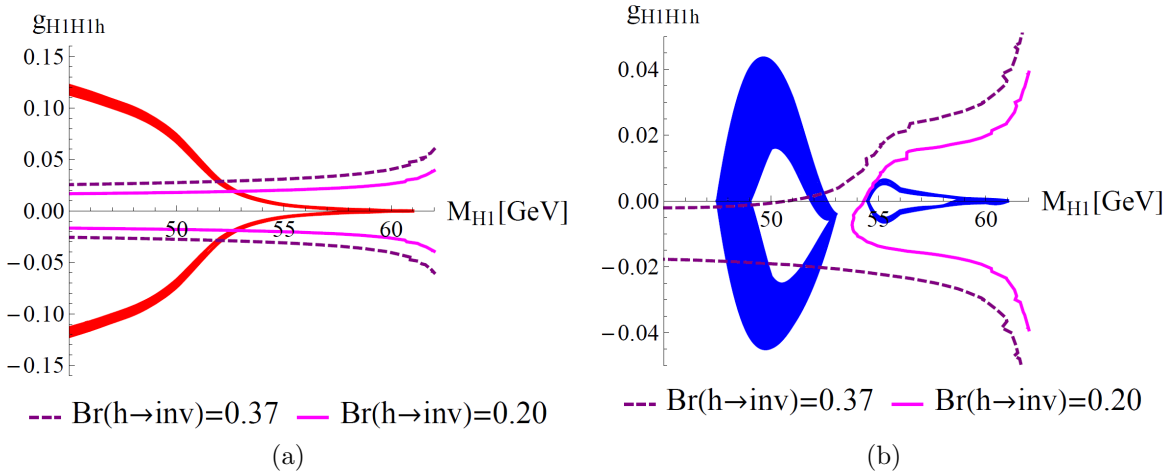 gH1H1h
0.15
0.10
0.05
0.00
−0.05
−0.10
−0.15
50
55
60
MH1[GeV]
Br(h→inv)=0.37
Br(h→inv)=0.20
(a)
gH1H1h
0.04
0.02
0.00
−0.02
−0.04
50
55
60
MH1[GeV]
Br(h→inv)=0.37
Br(h→inv)=0.20
(b)